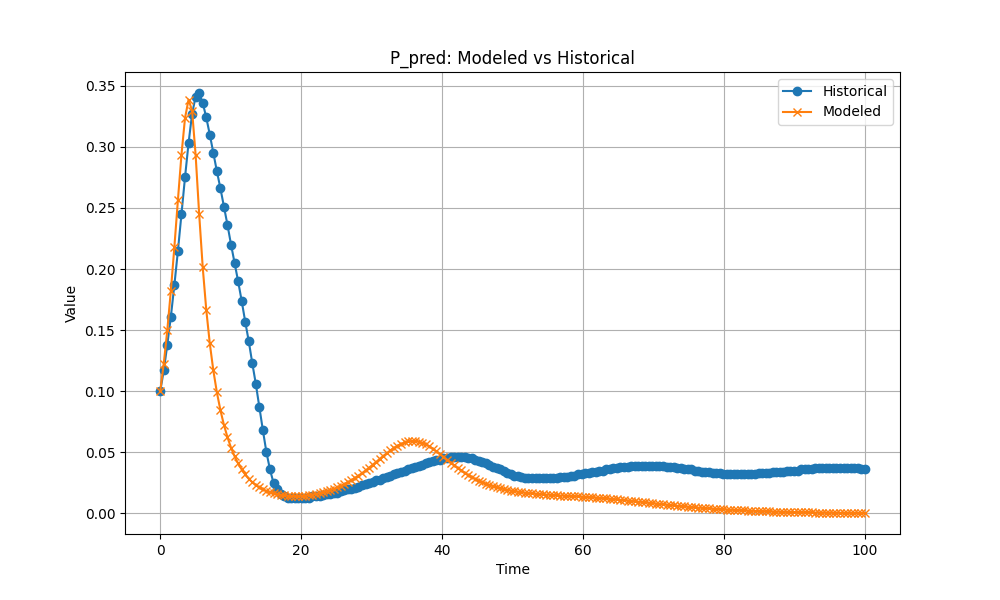 P_pred: Modeled vs Historical
Historical
Modeled
Value
0.35
0.30
0.25
0.20
0.15
0.10
0.05
0.00
0 20 40 60 80 100
Time